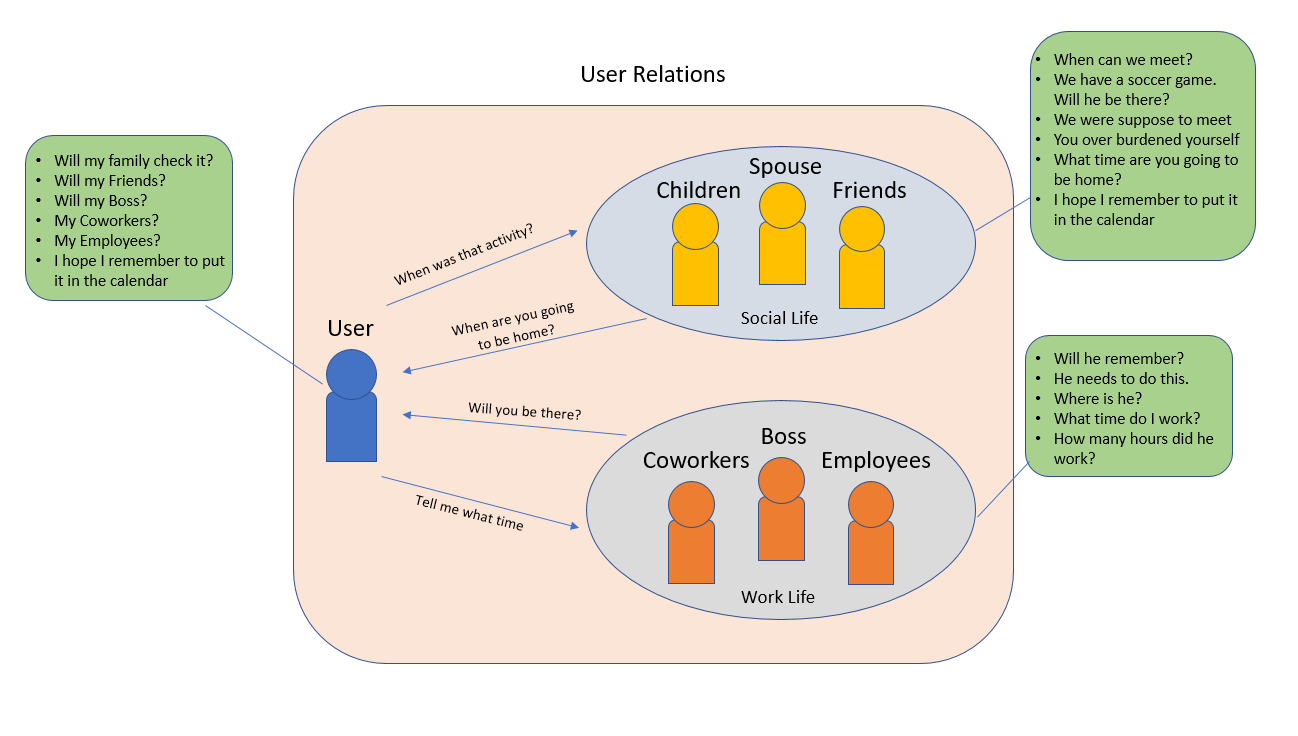 User Relations
• Will my family check it?
• Will my Friends?
• Will my Boss?
• My Coworkers?
• My Employees?
• I hope I remember to put
it in the calendar
User
When was that activity?
When are you going
to be home?
Will you be there?
Tell me what time
Spouse
Children
Friends
Social Life
Boss
Coworkers
Employees
Work Life
• When can we meet?
• We have a soccer game.
Will he be there?
• We were suppose to meet
• You over burdened yourself
• What time are you going to
be home?
• I hope I remember to put it
in the calendar
• Will he remember?
• He needs to do this.
• Where is he?
• What time do I work?
• How many hours did he
work?